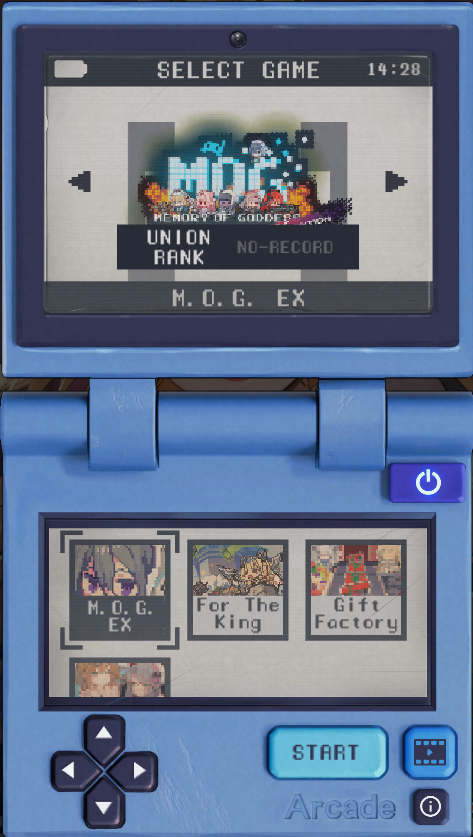 SELECT GAME
14:28
MOG
MEMORY OF GODDESS
UNION
RANK
NO-RECORD
M.O.G. EX
M.O.G.
EX
For The
King
Gift
Factory
START
Arcade